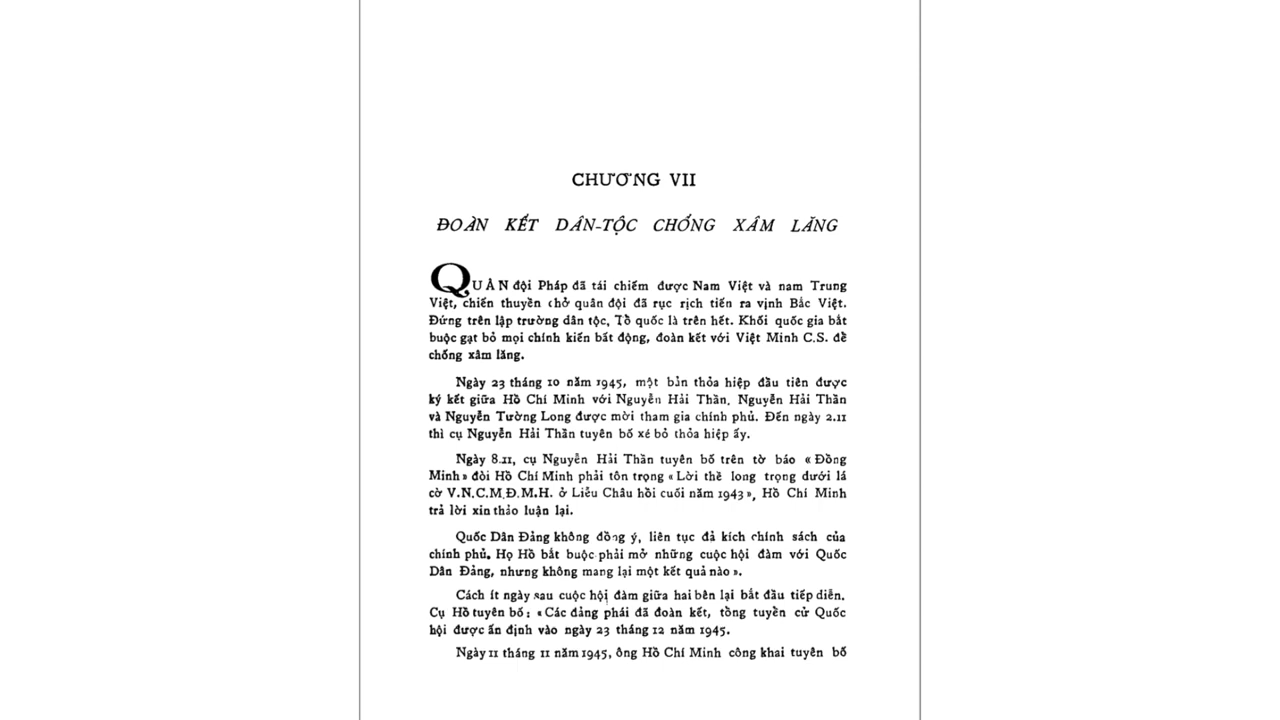 CHƯƠNG VII
ĐOÀN KẾT DÂN-TỘC CHỐNG XÂM LĂNG
QUÂN đội Pháp đã tái chiếm được Nam Việt và nam Trung
Việt, chiến thuyền chở quân đội đã rục rịch tiến ra vịnh Bắc Việt.
Đứng trên lập trường dân tộc, Tổ quốc là trên hết. Khối quốc gia bắt
buộc gạt bỏ mọi chính kiến bất động, đoàn kết với Việt Minh C.S. để
chống xâm lăng.
Ngày 23 tháng 10 năm 1945, một bản thỏa hiệp đầu tiên được
ký kết giữa Hồ Chí Minh với Nguyễn Hải Thần. Nguyễn Hải Thần
và Nguyễn Tường Long được mời tham gia chính phủ. Đến ngày 2.11
thì cụ Nguyễn Hải Thần tuyên bố xé bỏ thỏa hiệp ấy.
Ngày 8.11, cụ Nguyễn Hải Thần tuyên bố trên tờ báo « Đồng
Minh » đòi Hồ Chí Minh phải tôn trọng « Lời thề long trọng dưới lá
cờ V.N.C.M.Đ.M.H. ở Liễu Châu hồi cuối năm 1943 », Hồ Chí Minh
trả lời xin thảo luận lại.
Quốc Dân Đảng không đồng ý, liên tục đả kích chính sách của
chính phủ. Họ Hồ bắt buộc phải mở những cuộc hội đàm với Quốc
Dân Đảng, nhưng không mang lại một kết quả nào ».
Cách ít ngày sau cuộc hội đàm giữa hai bên lại bắt đầu tiếp diễn.
Cụ Hồ tuyên bố : « Các đảng phái đã đoàn kết, tổng tuyển cử Quốc
hội được ấn định vào ngày 23 tháng 12 năm 1945.
Ngày 11 tháng 11 năm 1945, ông Hồ Chí Minh công khai tuyên bố